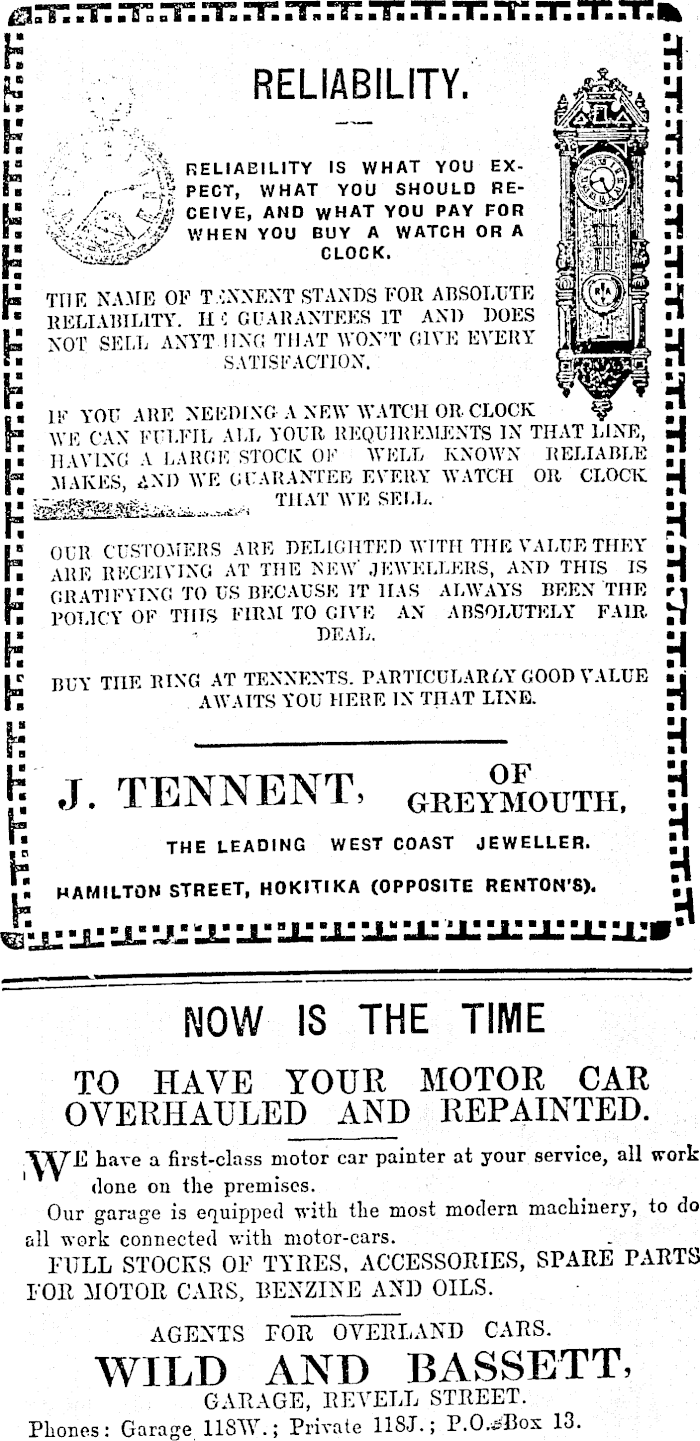 RELIABILITY.
RELIABILITY IS WHAT YOU EX-
PECT, WHAT YOU SHOULD RE-
CEIVE, AND WHAT YOU PAY FOR
WHEN YOU BUY A WATCH OR A
CLOCK.
THE NAME OF TENNENT STANDS FOR ABSOLUTE
RELIABILITY. HE GUARANTEES IT AND DOES
NOT SELL ANYTHING THAT WON'T GIVE EVERY
SATISFACTION.
IF YOU ARE NEEDING A NEW WATCH OR CLOCK
WE CAN FULFIL ALL YOUR REQUIREMENTS IN THAT LINE,
HAVING A LARGE STOCK OF WELL KNOWN RELIABLE
MAKES, AND WE GUARANTEE EVERY WATCH OR CLOCK
THAT WE SELL.
OUR CUSTOMERS ARE DELIGHTED WITH THE VALUE THEY
ARE RECEIVING AT THE NEW JEWELLERS, AND THIS IS
GRATIFYING TO US BECAUSE IT HAS ALWAYS BEEN THE
POLICY OF THIS FIRM TO GIVE AN ABSOLUTELY FAIR
DEAL.
BUY THE RING AT TENNENTS. PARTICULARLY GOOD VALUE
AWAITS YOU HERE IN THAT LINE.
J. TENNENT, OF GREYMOUTH,
THE LEADING WEST COAST JEWELLER.
HAMILTON STREET, HOKITIKA (OPPOSITE RENTON'S).
NOW IS THE TIME
TO HAVE YOUR MOTOR CAR
OVERHAULED AND REPAINTED.
WE have a first-class motor car painter at your service, all work
done on the premises.
Our garage is equipped with the most modern machinery, to do
all work connected with motor-cars.
FULL STOCKS OF TYRES, ACCESSORIES, SPARE PARTS
FOR MOTOR CARS, BENZINE AND OILS.
AGENTS FOR OVERLAND CARS.
WILD AND BASSETT,
GARAGE, REVELL STREET.
Phones: Garage 118W.; Private 118J.; P.O. Box 13.